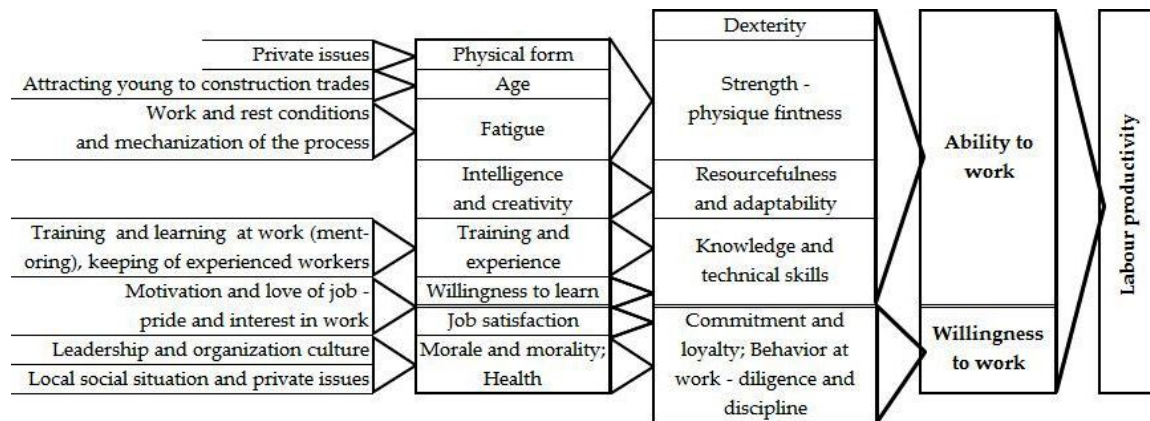 Private issues
Attracting young to construction trades
Work and rest conditions
and mechanization of the process
Training and learning at work (ment-
oring), keeping of experienced workers
Motivation and love of job -
pride and interest in work
Leadership and organization culture
Local social situation and private issues
Physical form
Age
Fatigue
Intelligence
and creativity
Training and
experience
Willingness to learn
Job satisfaction
Morale and morality;
Health
Dexterity
Strength -
physique fintness
Resourcefulness
and adaptability
Knowledge and
technical skills
Commitment and
loyalty; Behavior at
work - diligence and
discipline
Ability to
work
Willingness
to work
Labour productivity